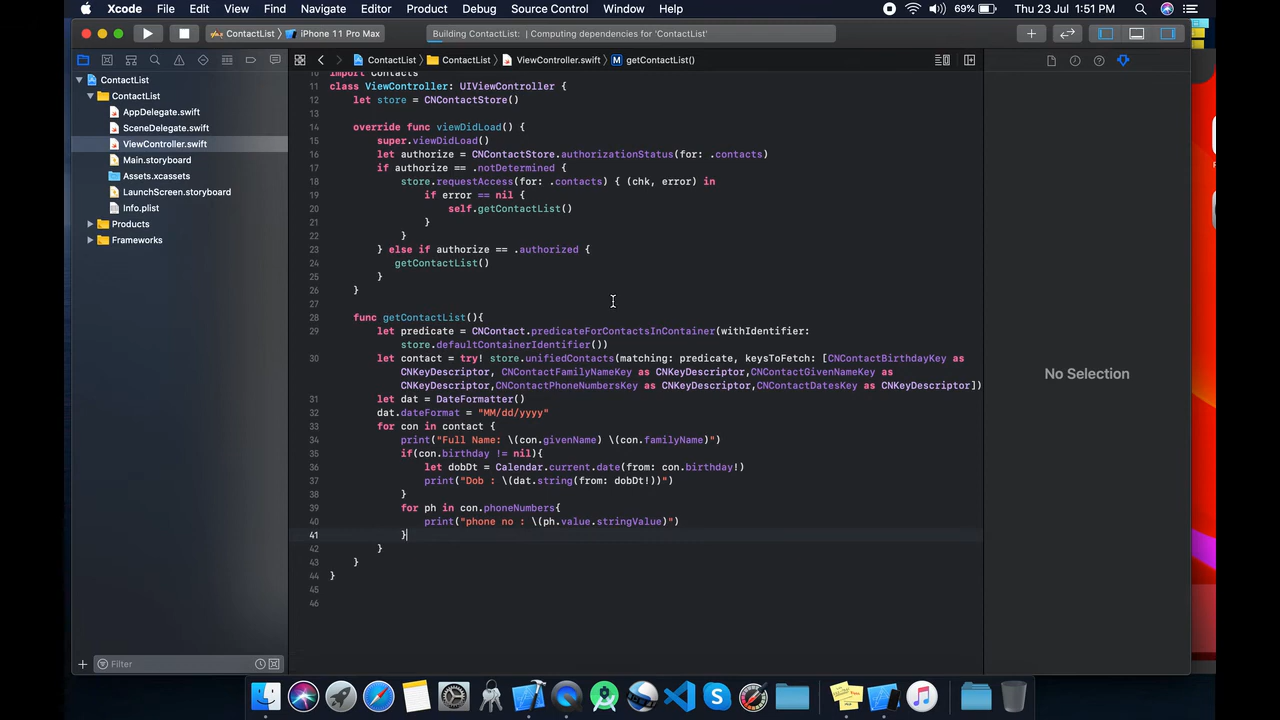 Xcode File Edit View Find Navigate Editor Product Debug Source Control Window Help 69% Thu 23 Jul 1:51 PM
ContactList iPhone 11 Pro Max Building ContactList: | Computing dependencies for 'ContactList'
ContactList ContactList ViewController.swift M getContactList()
ContactList
ContactList
AppDelegate.swift
SceneDelegate.swift
ViewController.swift
Main.storyboard
Assets.xcassets
LaunchScreen.storyboard
Info.plist
Products
Frameworks
Filter
10 import Contacts
11 class ViewController: UIViewController {
12 let store = CNContactStore()
13
14 override func viewDidLoad() {
15 super.viewDidLoad()
16 let authorize = CNContactStore.authorizationStatus(for: .contacts)
17 if authorize == .notDetermined {
18 store.requestAccess(for: .contacts) { (chk, error) in
19 if error == nil {
20 self.getContactList()
21 }
22 }
23 } else if authorize == .authorized {
24 getContactList()
25 }
26 }
27
28 func getContactList(){
29 let predicate = CNContact.predicateForContactsInContainer(withIdentifier:
store.defaultContainerIdentifier())
30 let contact = try! store.unifiedContacts(matching: predicate, keysToFetch: [CNContactBirthdayKey as
CNKeyDescriptor, CNContactFamilyNameKey as CNKeyDescriptor,CNContactGivenNameKey as
CNKeyDescriptor,CNContactPhoneNumbersKey as CNKeyDescriptor,CNContactDatesKey as CNKeyDescriptor])
31 let dat = DateFormatter()
32 dat.dateFormat = "MM/dd/yyyy"
33 for con in contact {
34 print("Full Name: \(con.givenName) \(con.familyName)")
35 if(con.birthday != nil){
36 let dobDt = Calendar.current.date(from: con.birthday!)
37 print("Dob : \(dat.string(from: dobDt!))")
38 }
39 for ph in con.phoneNumbers{
40 print("phone no : \(ph.value.stringValue)")
41 }
42 }
43 }
44 }
45
46
No Selection